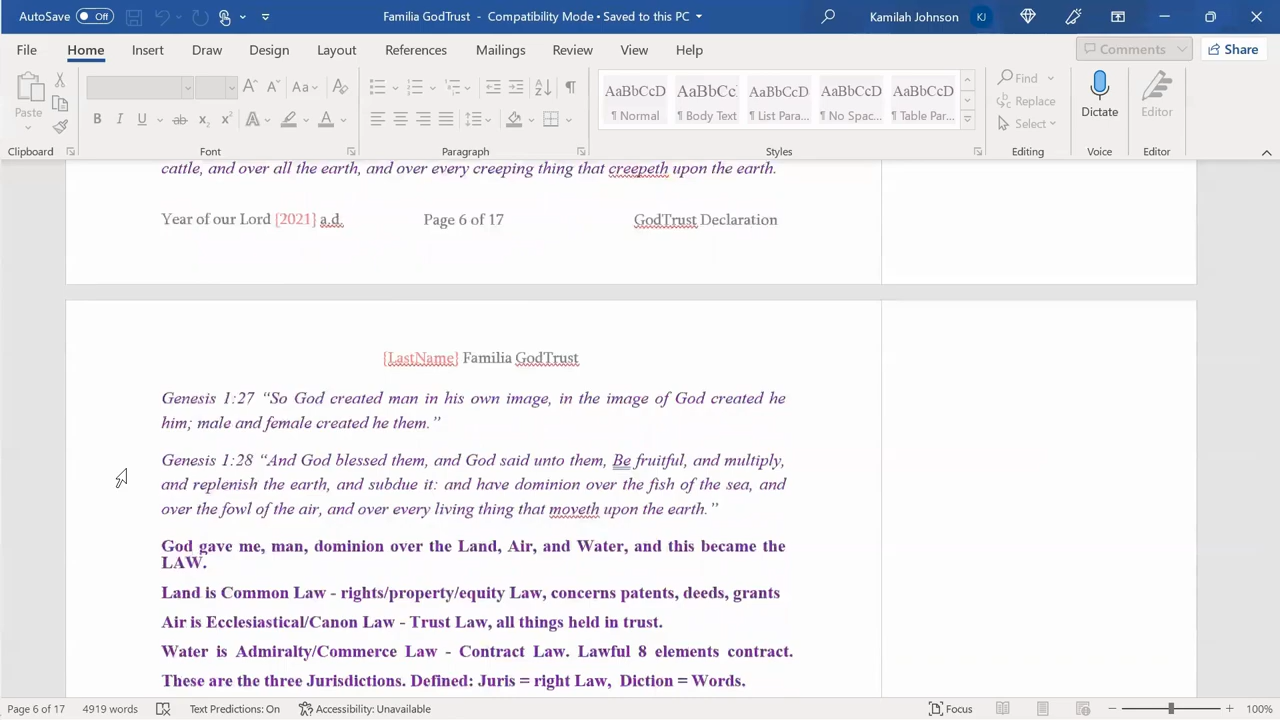 AutoSave Off Familia GodTrust - Compatibility Mode • Saved to this PC Kamilah Johnson KJ
File Home Insert Draw Design Layout References Mailings Review View Help Comments Share
Paste Aa AaBbCcD AaBbCcD AaBbCcD AaBbCcD AaBbCcD Find
¶ Normal ¶ Body Text ¶ List Para... ¶ No Spac... ¶ Table Par... Replace
Select Dictate Editor
Clipboard Font Paragraph Styles Editing Voice Editor
cattle, and over all the earth, and over every creeping thing that creepeth upon the earth.
Year of our Lord [2021] a.d. Page 6 of 17 GodTrust Declaration
{LastName} Familia GodTrust
Genesis 1:27 “So God created man in his own image, in the image of God created he
him; male and female created he them.”
Genesis 1:28 “And God blessed them, and God said unto them, Be fruitful, and multiply,
and replenish the earth, and subdue it: and have dominion over the fish of the sea, and
over the fowl of the air, and over every living thing that moveth upon the earth.”
God gave me, man, dominion over the Land, Air, and Water, and this became the
LAW.
Land is Common Law - rights/property/equity Law, concerns patents, deeds, grants
Air is Ecclesiastical/Canon Law - Trust Law, all things held in trust.
Water is Admiralty/Commerce Law - Contract Law. Lawful 8 elements contract.
These are the three Jurisdictions. Defined: Juris = right Law, Diction = Words.
Page 6 of 17 4919 words Text Predictions: On Accessibility: Unavailable Focus 100%